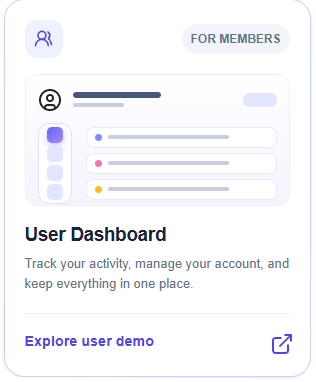 FOR MEMBERS
User Dashboard
Track your activity, manage your account, and
keep everything in one place.
Explore user demo